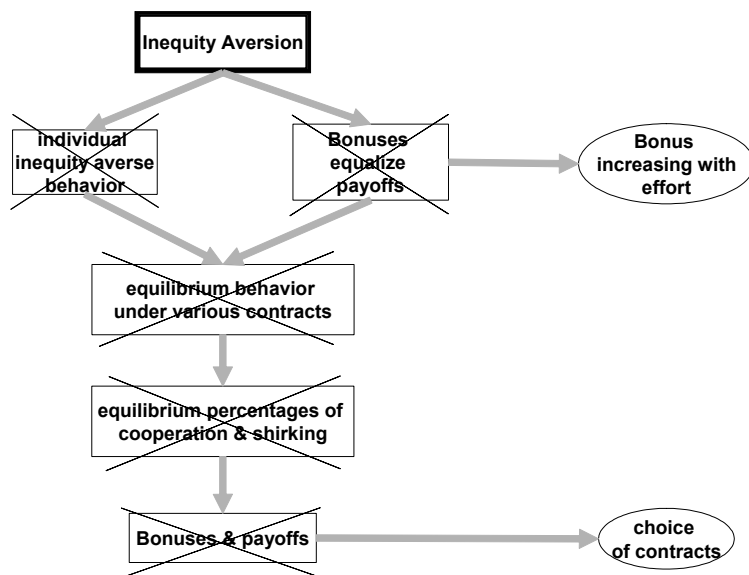 Inequity Aversion
individual
inequity averse
behavior
Bonuses
equalize
payoffs
Bonus
increasing with
effort
equilibrium behavior
under various contracts
equilibrium percentages of
cooperation & shirking
Bonuses & payoffs
choice
of contracts